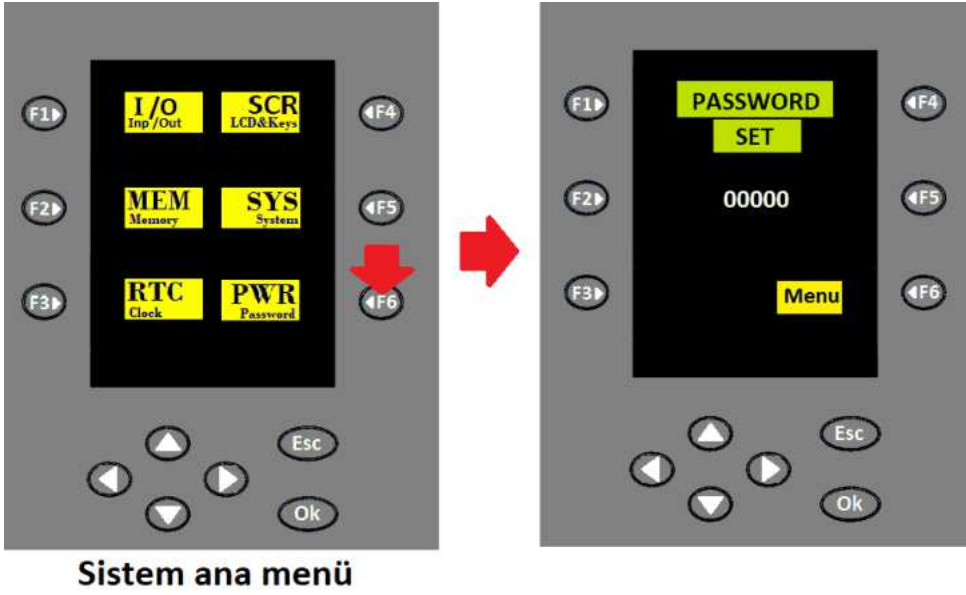 F1
I/O
Inp/Out
SCR
LCD&Keys
F4
F2
MEM
Memory
SYS
System
F5
F3
RTC
Clock
PWR
Password
F6
Esc
Ok
Sistem ana menü
F1
PASSWORD
SET
F4
F2
00000
F5
F3
Menu
F6
Esc
Ok